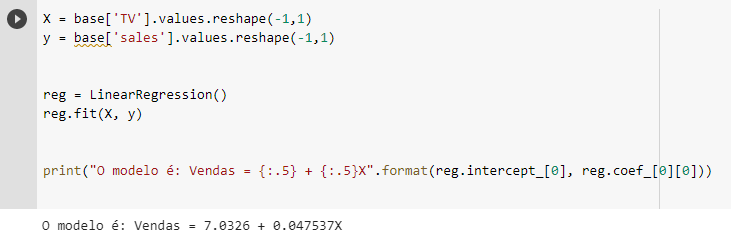 X = base['TV'].values.reshape(-1,1)
y = base['sales'].values.reshape(-1,1)
reg = LinearRegression()
reg.fit(X, y)
print("O modelo é: Vendas = {:.5} + {:.5}X".format(reg.intercept_[0], reg.coef_[0][0]))
O modelo é: Vendas = 7.0326 + 0.047537X